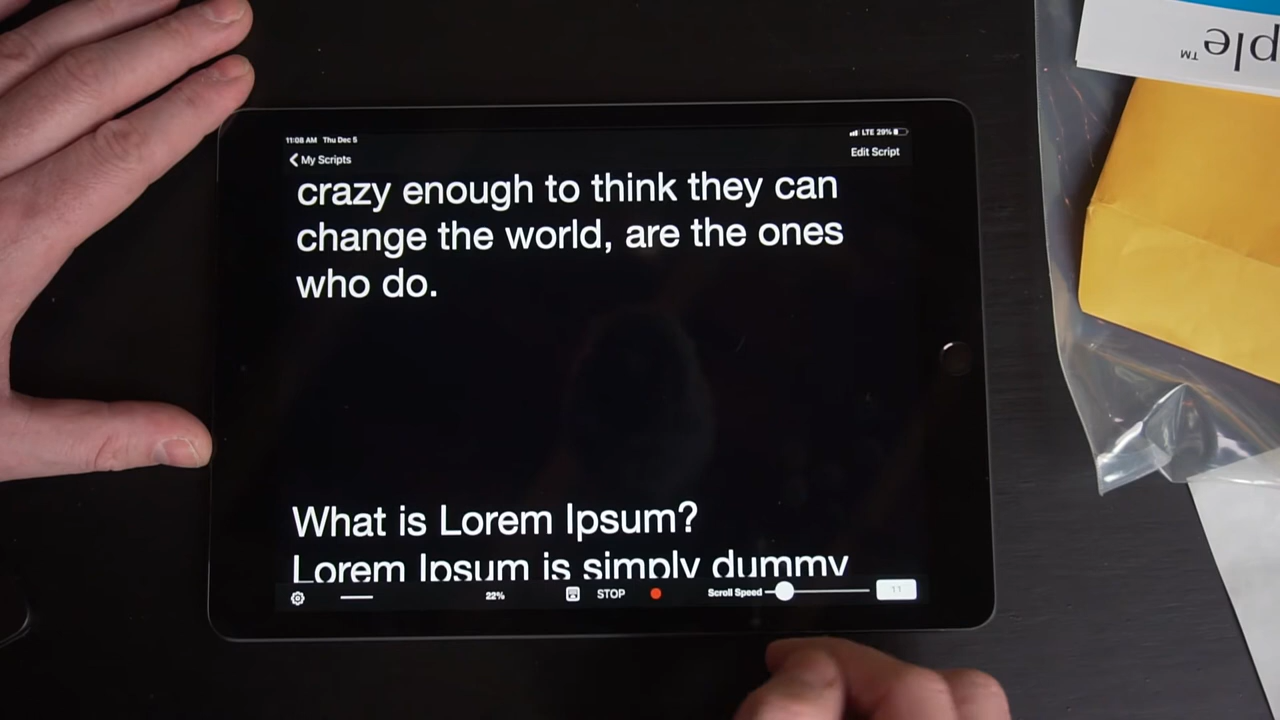 ple™
11:08 AM Thu Dec 5
LTE 29%
My Scripts
Edit Script
crazy enough to think they can
change the world, are the ones
who do.
What is Lorem Ipsum?
Lorem Ipsum is simply dummy
22%
STOP
Scroll Speed
11